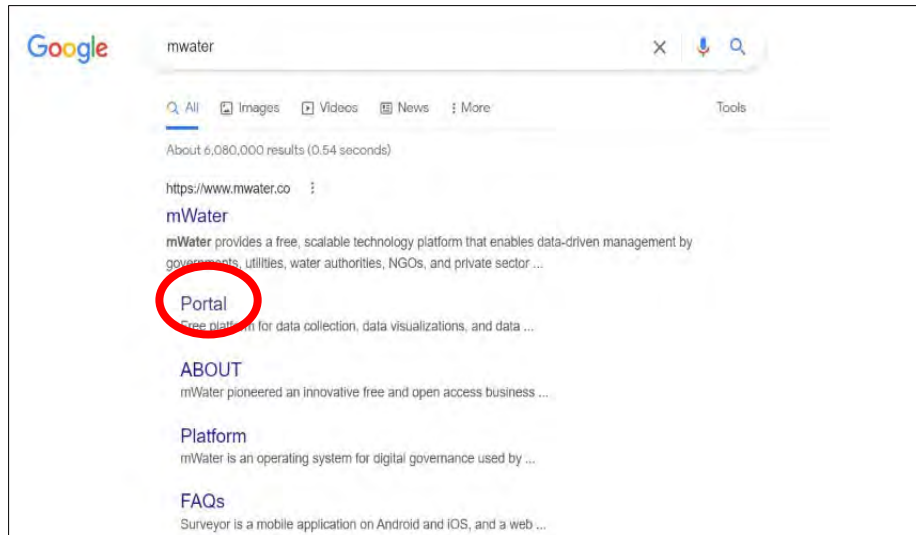 Google
mwater
All Images Videos News More Tools
About 6,080,000 results (0.54 seconds)
https://www.mwater.co
mWater
mWater provides a free, scalable technology platform that enables data-driven management by
governments, utilities, water authorities, NGOs, and private sector ...
Portal
Free platform for data collection, data visualizations, and data ...
ABOUT
mWater pioneered an innovative free and open access business ...
Platform
mWater is an operating system for digital governance used by ...
FAQs
Surveyor is a mobile application on Android and iOS, and a web ...